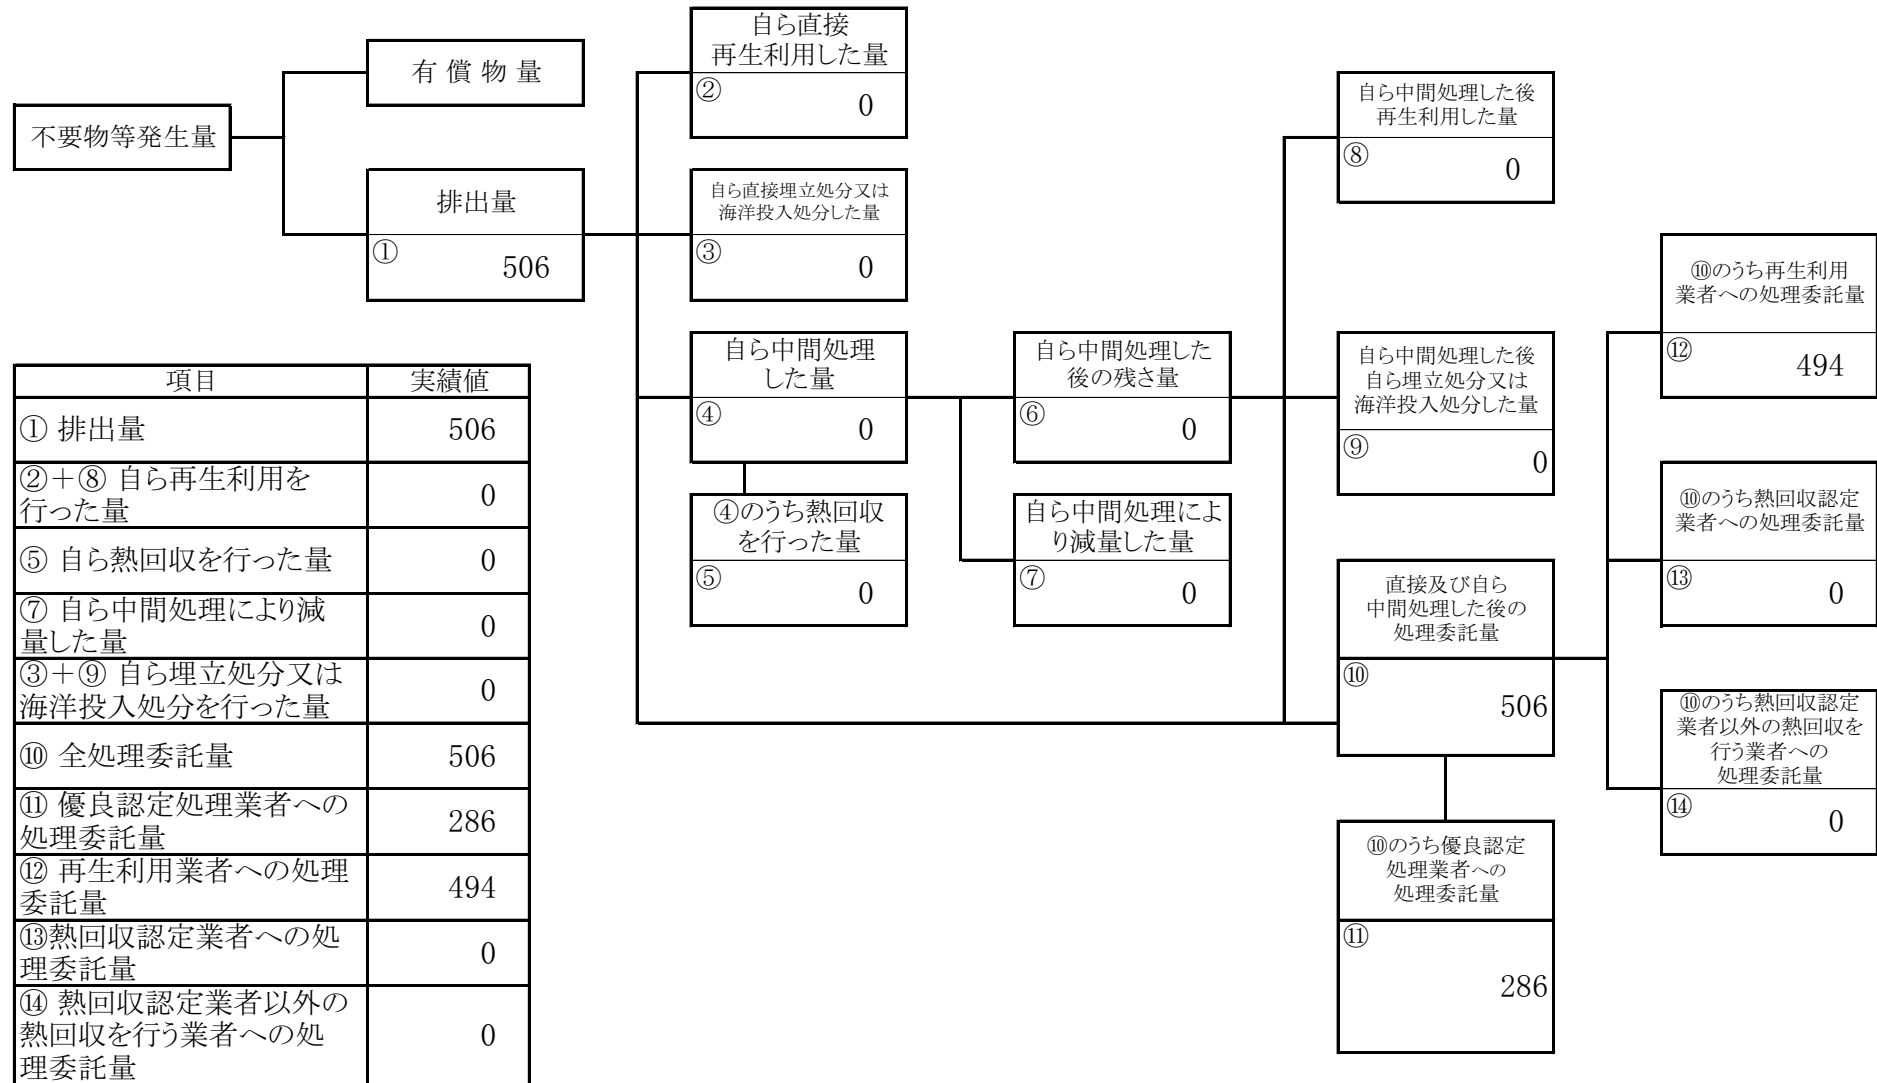 不要物等発生量
有 償 物 量
排出量
①
506
自ら直接
再生利用した量
②
0
自ら直接埋立処分又は
海洋投入処分した量
③
0
自ら中間処理
した量
④
0
④のうち熱回収
を行った量
⑤
0
自ら中間処理した
後の残さ量
⑥
0
自ら中間処理によ
り減量した量
⑦
0
自ら中間処理した後
再生利用した量
⑧
0
自ら中間処理した後
自ら埋立処分又は
海洋投入処分した量
⑨
0
直接及び自ら
中間処理した後の
処理委託量
⑩
506
⑩のうち優良認定
処理業者への
処理委託量
⑪
286
⑩のうち再生利用
業者への処理委託量
⑫
494
⑩のうち熱回収認定
業者への処理委託量
⑬
0
⑩のうち熱回収認定
業者以外の熱回収を
行う業者への
処理委託量
⑭
0
項目 実績値
① 排出量 506
②+⑧ 自ら再生利用を
行った量 0
⑤ 自ら熱回収を行った量 0
⑦ 自ら中間処理により減
量した量 0
③+⑨ 自ら埋立処分又は
海洋投入処分を行った量 0
⑩ 全処理委託量 506
⑪ 優良認定処理業者への
処理委託量 286
⑫ 再生利用業者への処理
委託量 494
⑬熱回収認定業者への処
理委託量 0
⑭ 熱回収認定業者以外の
熱回収を行う業者への処 0
理委託量